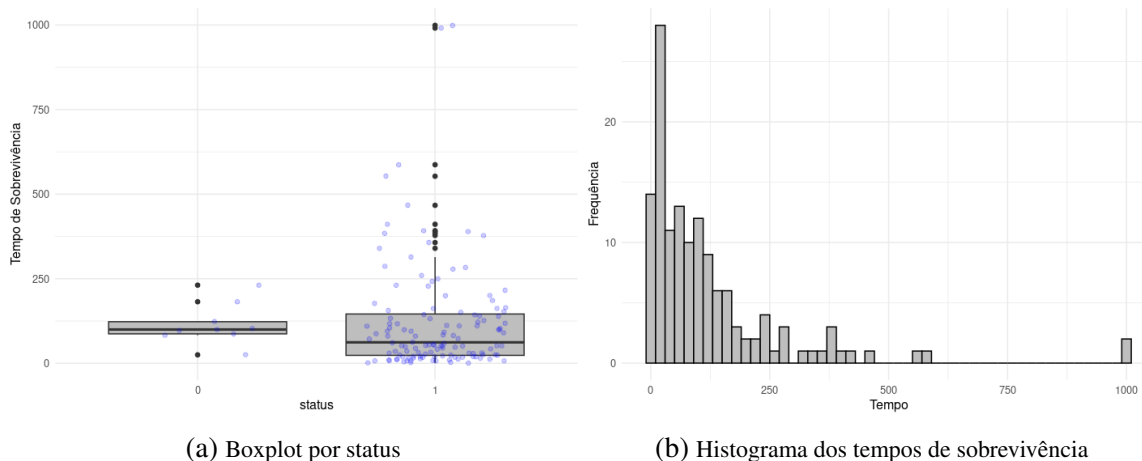 1000
750
500
250
0
Tempo de Sobrevivência
0
1
status
20
10
0
Frequência
0
250
500
750
1000
Tempo
(a) Boxplot por status
(b) Histograma dos tempos de sobrevivência